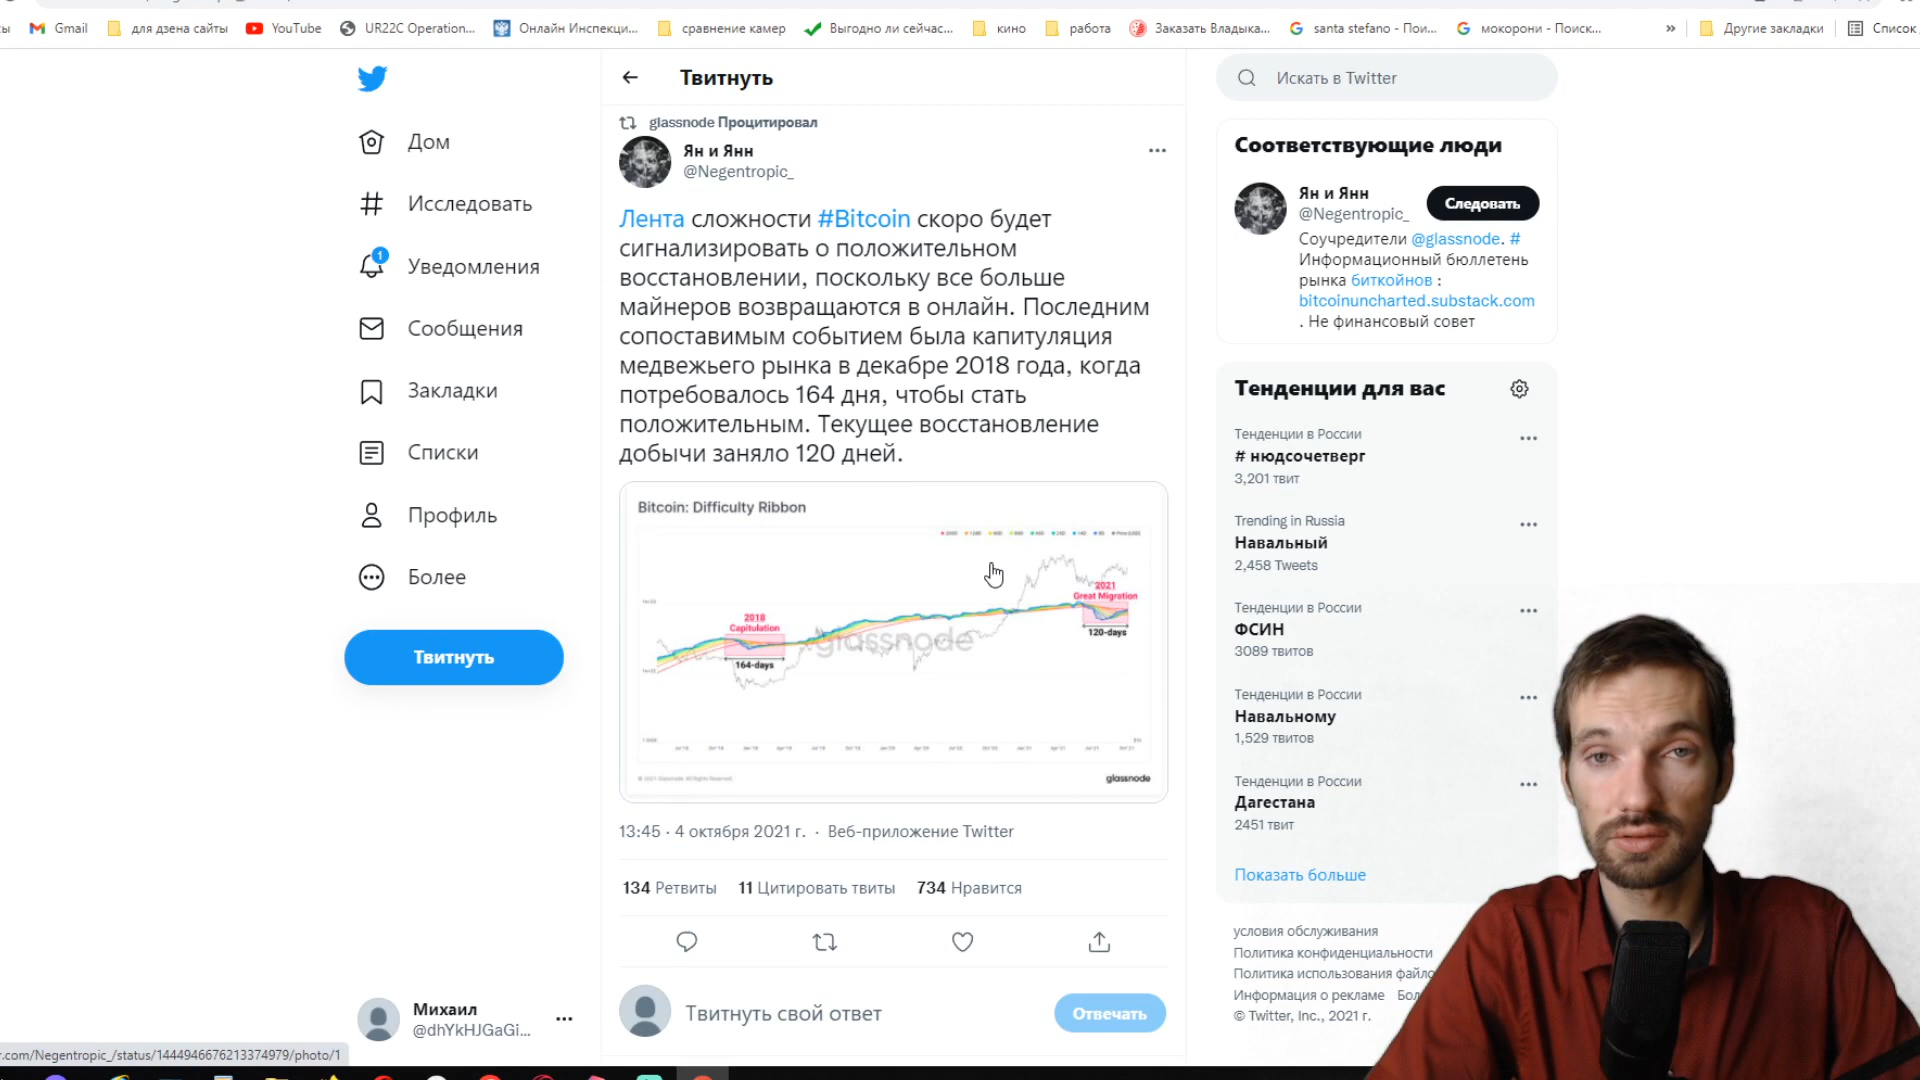 Gmail
для дзены сайты
YouTube
UR22C Operation...
Онлайн Инспекци...
сравнение камер
Выгодно ли сейчас...
кино
работа
Заказать Владыка...
santa stefano - Пои...
мокорони - Поиск...
»
Другие закладки
Список
Дом
Исследовать
1
Уведомления
Сообщения
Закладки
Списки
Профиль
Более
Твитнуть
Михаил
@dhYkHJGaGi...
Твитнуть
glassnode Процитировал
Ян и Янн
@Negentropic_
Лента сложности #Bitcoin скоро будет
сигнализировать о положительном
восстановлении, поскольку все больше
майнеров возвращаются в онлайн. Последним
сопоставимым событием была капитуляция
медвежьего рынка в декабре 2018 года, когда
потребовалось 164 дня, чтобы стать
положительным. Текущее восстановление
добычи заняло 120 дней.
Bitcoin: Difficulty Ribbon
2018
Capitulation
164-days
2021
Great Migration
120-days
glassnode
glassnode
13:45 · 4 октября 2021 г. · Веб-приложение Twitter
134 Ретвиты 11 Цитировать твиты 734 Нравится
Твитнуть свой ответ
Отвечать
Искать в Twitter
Соответствующие люди
Ян и Янн
@Negentropic_
Следовать
Соучредители @glassnode. #
Информационный бюллетень
рынка биткойнов :
bitcoinuncharted.substack.com
. Не финансовый совет
Тенденции для вас
Тенденции в России
# нюдсочетверг
3,201 твит
Trending in Russia
Навальный
2,458 Tweets
Тенденции в России
ФСИН
3089 твитов
Тенденции в России
Навальному
1,529 твитов
Тенденции в России
Дагестана
2451 твит
Показать больше
условия обслуживания
Политика конфиденциальности
Политика использования
Информация о рекламе
© Twitter, Inc., 2021 г.
r.com/Negentropic_/status/1444946676213374979/photo/1